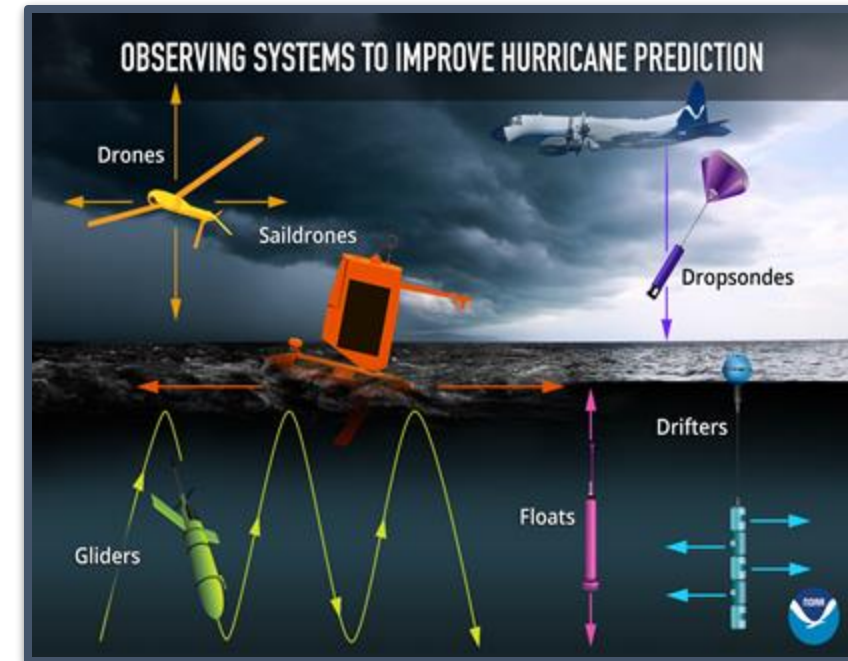 OBSERVING SYSTEMS TO IMPROVE HURRICANE PREDICTION
Drones
Saildrones
Dropsondes
Drifters
Floats
Gliders
NOAA